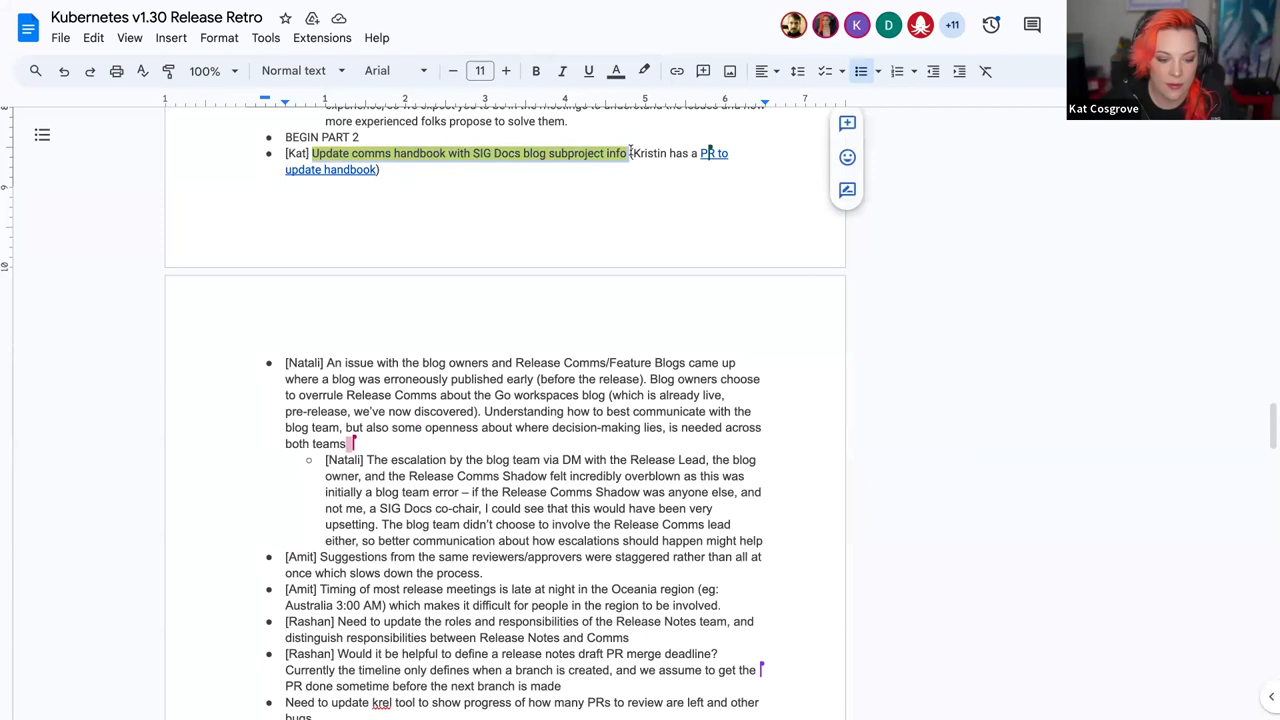 Kubernetes v1.30 Release Retro
File Edit View Insert Format Tools Extensions Help
+11
100% Normal text Arial 11
1 1 2 3 4 5 6 7
more experienced folks propose to solve them.
BEGIN PART 2
[Kat] Update comms handbook with SIG Docs blog subproject info (Kristin has a PR to
update handbook)
[Natali] An issue with the blog owners and Release Comms/Feature Blogs came up
where a blog was erroneously published early (before the release). Blog owners choose
to overrule Release Comms about the Go workspaces blog (which is already live,
pre-release, we’ve now discovered). Understanding how to best communicate with the
blog team, but also some openness about where decision-making lies, is needed across
both teams
[Natali] The escalation by the blog team via DM with the Release Lead, the blog
owner, and the Release Comms Shadow felt incredibly overblown as this was
initially a blog team error – if the Release Comms Shadow was anyone else, and
not me, a SIG Docs co-chair, I could see that this would have been very
upsetting. The blog team didn’t choose to involve the Release Comms lead
either, so better communication about how escalations should happen might help
[Amit] Suggestions from the same reviewers/approvers were staggered rather than all at
once which slows down the process.
[Amit] Timing of most release meetings is late at night in the Oceania region (eg:
Australia 3:00 AM) which makes it difficult for people in the region to be involved.
[Rashan] Need to update the roles and responsibilities of the Release Notes team, and
distinguish responsibilities between Release Notes and Comms
[Rashan] Would it be helpful to define a release notes draft PR merge deadline?
Currently the timeline only defines when a branch is created, and we assume to get the
PR done sometime before the next branch is made
Need to update krel tool to show progress of how many PRs to review are left and other
bugs
Kat Cosgrove